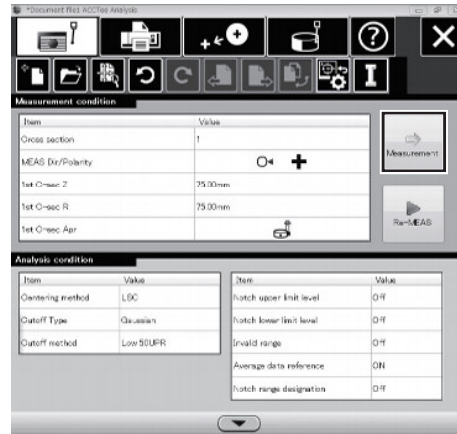 *Document File1 ACCTee Analysis
Measurement condition
Item Value
Cross section 1
MEAS Dir/Polarity
1st C-sec Z 75.00mm
1st C-sec R 75.00mm
1st C-sec Apr
Measurement
Re-MEAS
Analysis condition
Item Value
Centering method LSC
Cutoff Type Gaussian
Cutoff method Low 50UPR
Item Value
Notch upper limit level Off
Notch lower limit level Off
Invalid range Off
Average data reference ON
Notch range designation Off